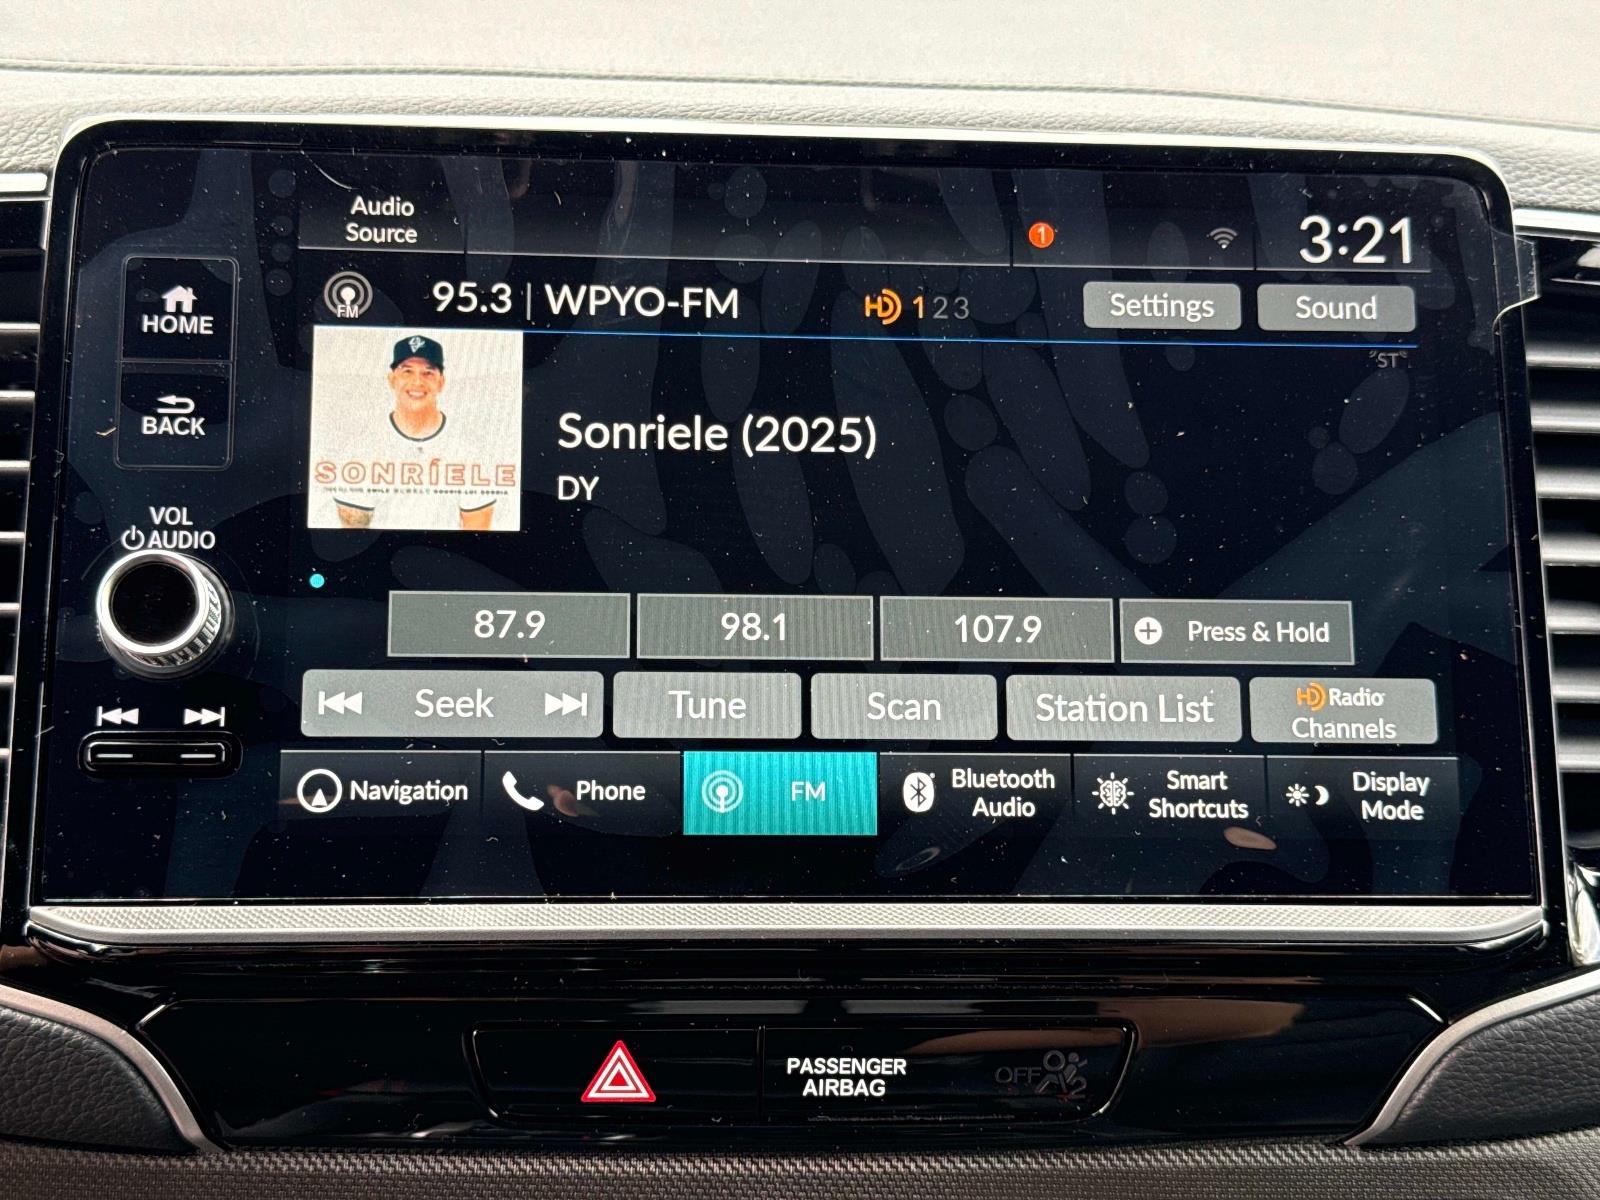 Audio
Source
1
3:21
HOME
FM
95.3 | WPYO-FM
HD 1 2 3
Settings
Sound
ST
BACK
SONRÍELE
Sonriele (2025)
DY
VOL
AUDIO
87.9
98.1
107.9
Press & Hold
Seek
Tune
Scan
Station List
HD Radio
Channels
Navigation
Phone
FM
Bluetooth
Audio
Smart
Shortcuts
Display
Mode
PASSENGER
AIRBAG
OFF